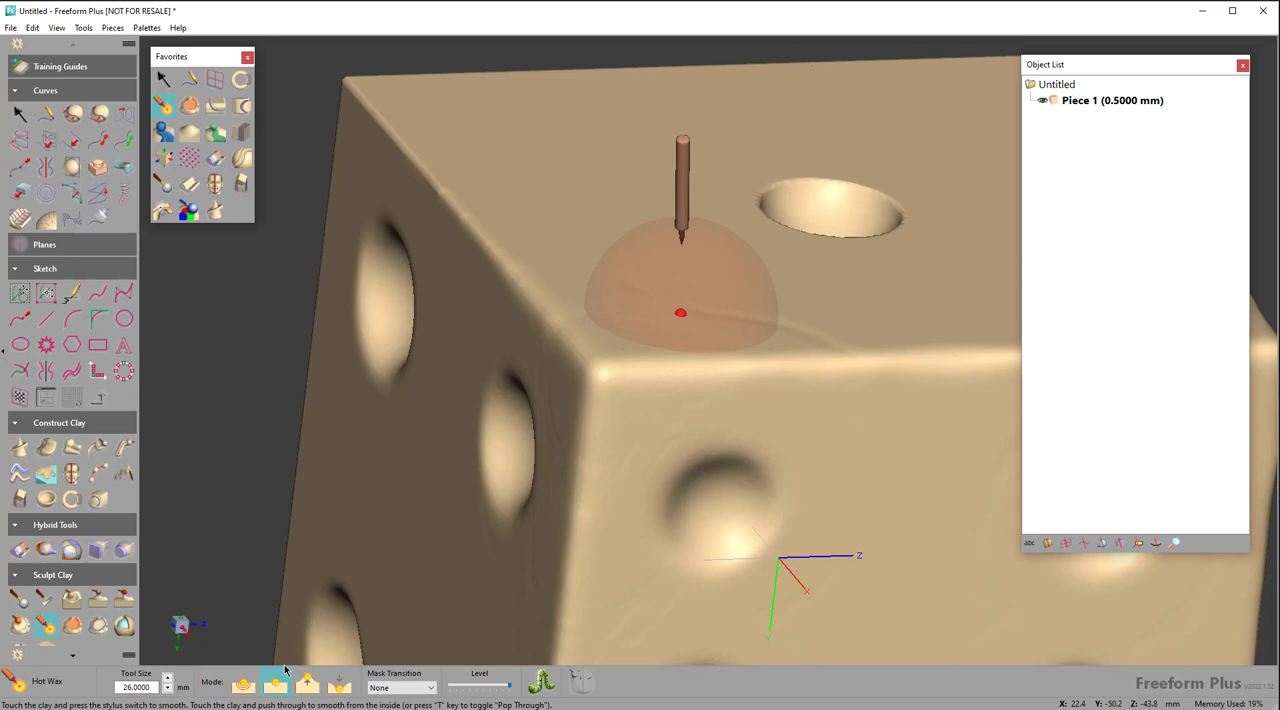 Untitled - Freeform Plus [NOT FOR RESALE] *
File Edit View Tools Pieces Palettes Help
Training Guides
Curves
Planes
Sketch
Construct Clay
Hybrid Tools
Sculpt Clay
Favorites
x
Object List
x
Untitled
Piece 1 (0.5000 mm)
abc
Z
X
Y
Hot Wax
Tool Size
26.0000 mm
Mode:
Mask Transition
None
Level
Freeform Plus V2022.1.32
Touch the clay and press the stylus switch to smooth. Touch the clay and push through to smooth from the inside (or press "T" key to toggle "Pop Through").
X: 22.4 Y: -50.2 Z: -43.8 mm Memory Used: 19%